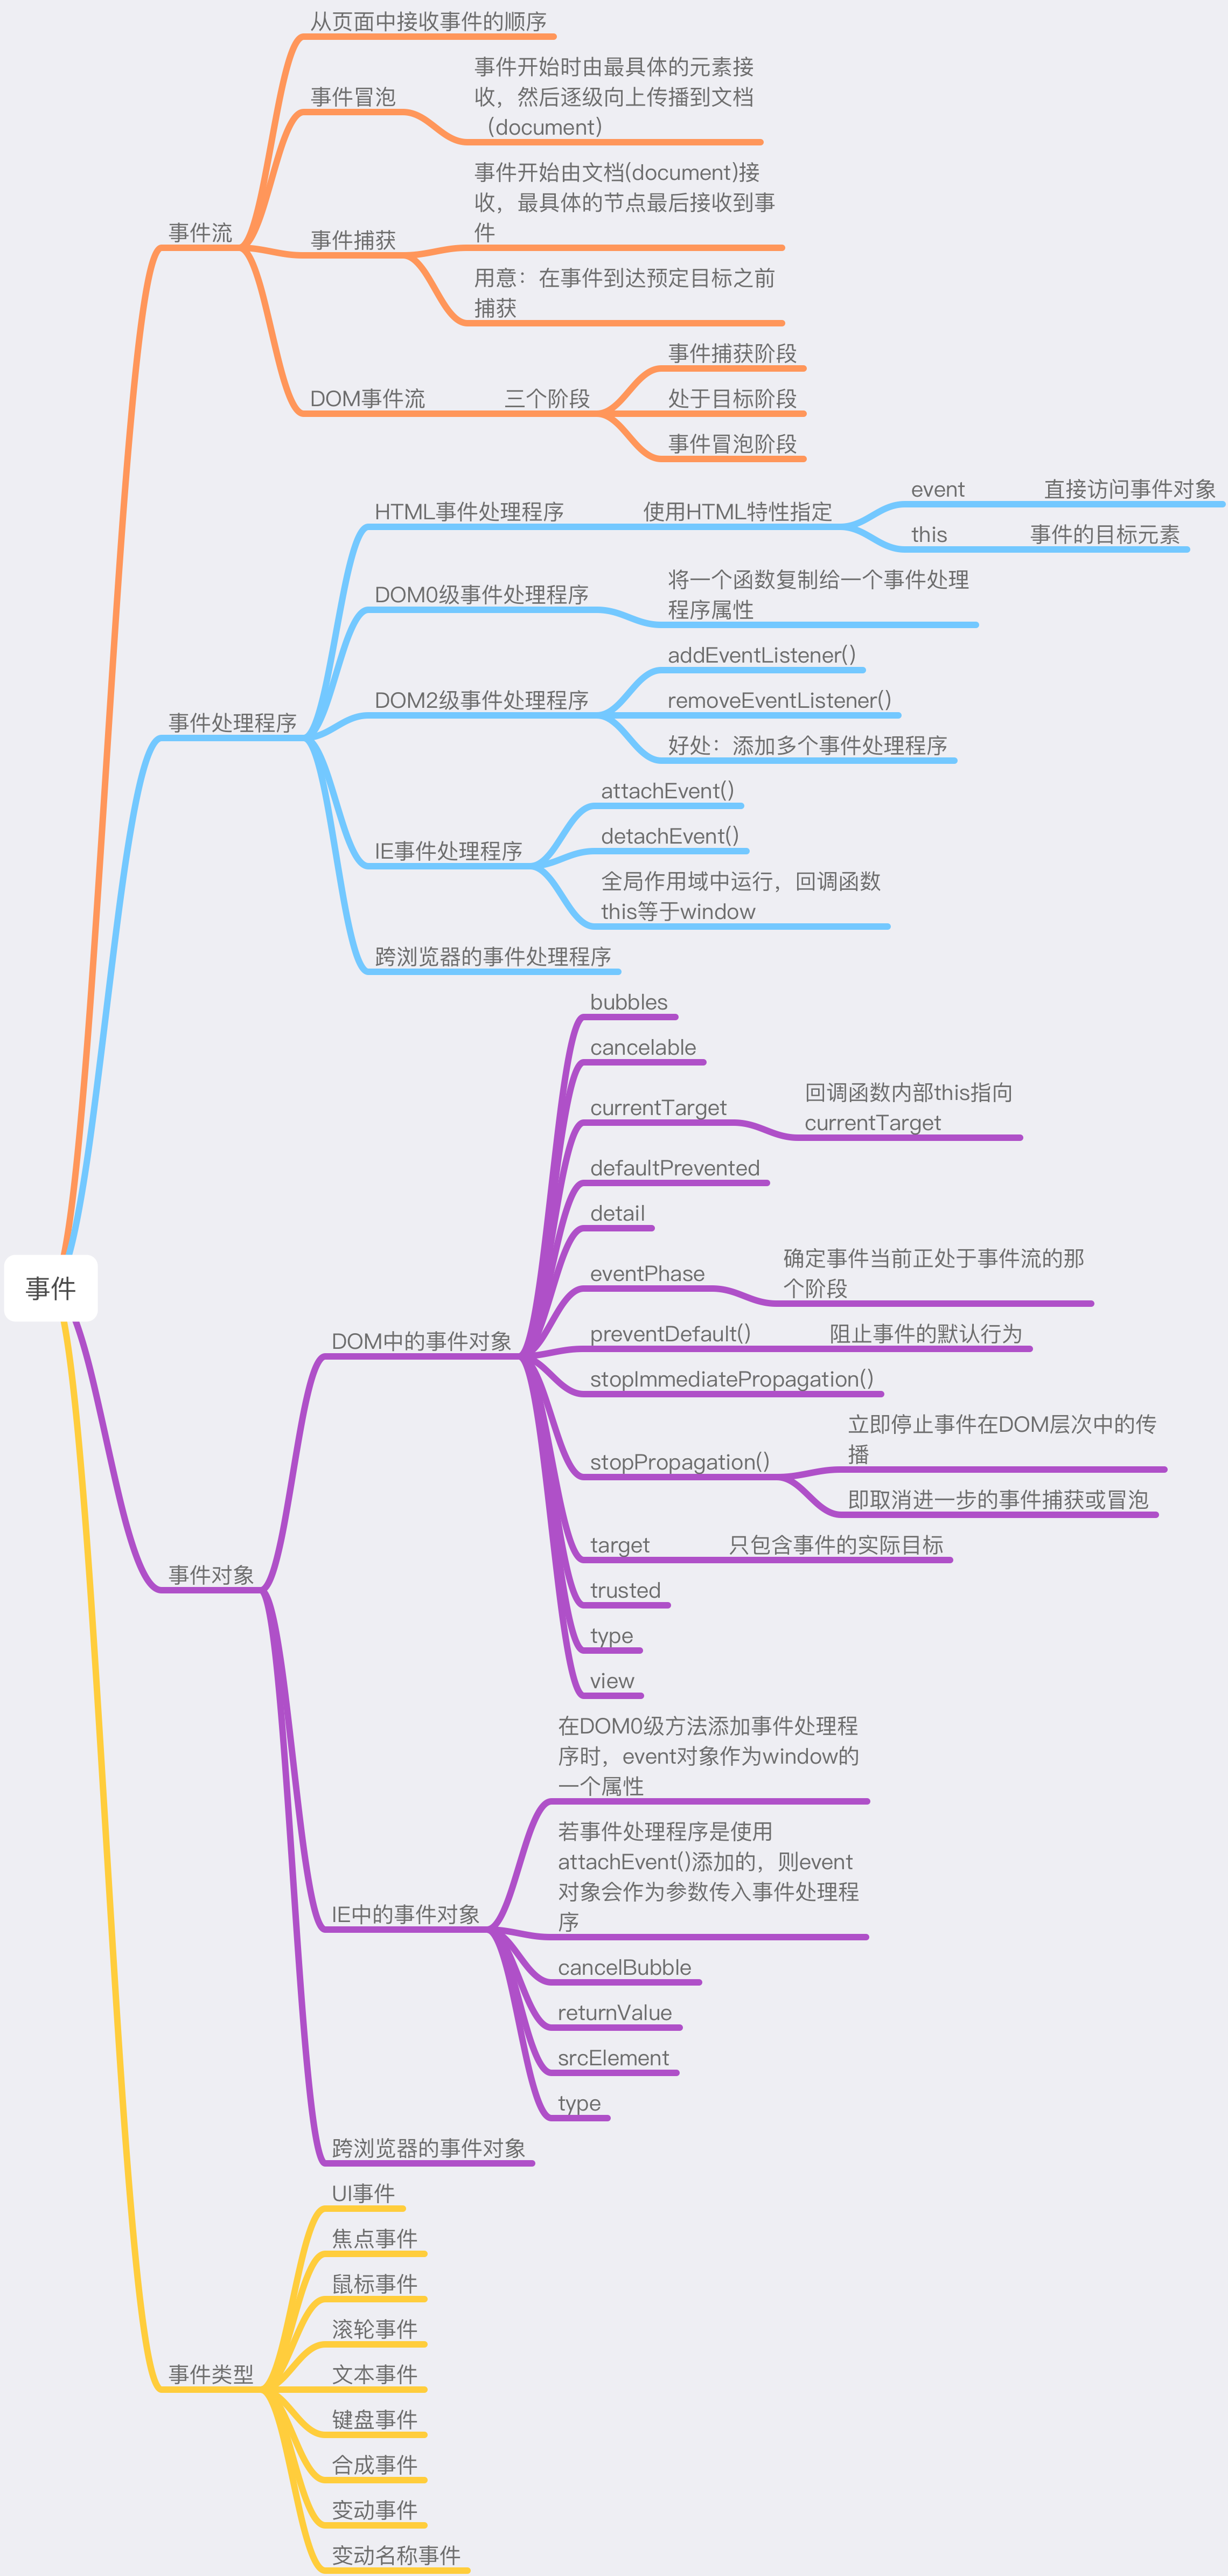 从页面中接收事件的顺序
事件开始时由最具体的元素接
收，然后逐级向上传播到文档
（document）
事件冒泡
事件开始由文档(document)接
收，最具体的节点最后接收到事
件
事件流
事件捕获
用意：在事件到达预定目标之前
捕获
事件捕获阶段
DOM事件流
三个阶段
处于目标阶段
事件冒泡阶段
event
直接访问事件对象
HTML事件处理程序
使用HTML特性指定
this
事件的目标元素
将一个函数复制给一个事件处理
程序属性
DOM0级事件处理程序
addEventListener()
DOM2级事件处理程序
removeEventListener()
好处：添加多个事件处理程序
事件处理程序
attachEvent()
detachEvent()
IE事件处理程序
全局作用域中运行，回调函数
this等于window
跨浏览器的事件处理程序
bubbles
cancelable
currentTarget
回调函数内部this指向
currentTarget
defaultPrevented
detail
eventPhase
确定事件当前正处于事件流的那
个阶段
事件
DOM中的事件对象
preventDefault()
阻止事件的默认行为
stopImmediatePropagation()
stopPropagation()
立即停止事件在DOM层次中的传
播
即取消进一步的事件捕获或冒泡
target
只包含事件的实际目标
事件对象
trusted
type
view
在DOM0级方法添加事件处理程
序时，event对象作为window的
一个属性
若事件处理程序是使用
attachEvent()添加的，则event
对象会作为参数传入事件处理程
序
IE中的事件对象
cancelBubble
returnValue
srcElement
type
跨浏览器的事件对象
UI事件
焦点事件
鼠标事件
滚轮事件
事件类型
文本事件
键盘事件
合成事件
变动事件
变动名称事件